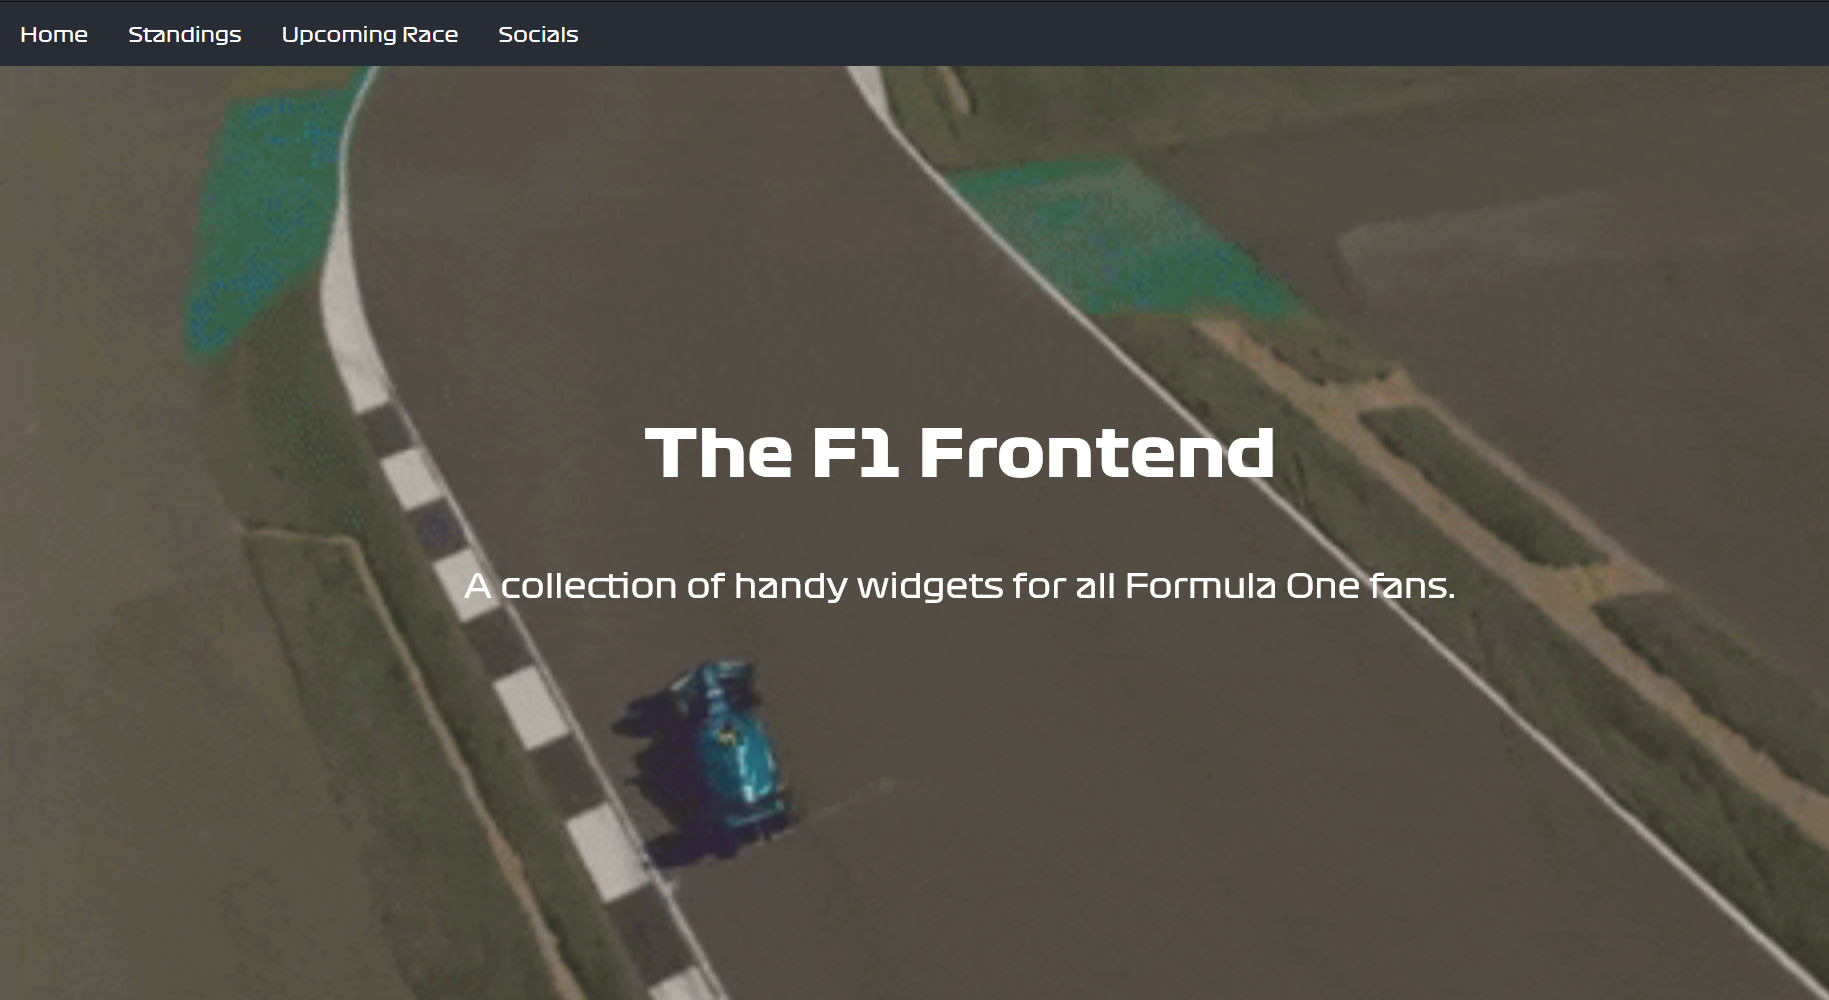 Home Standings Upcoming Race Socials
The F1 Frontend
A collection of handy widgets for all Formula One fans.